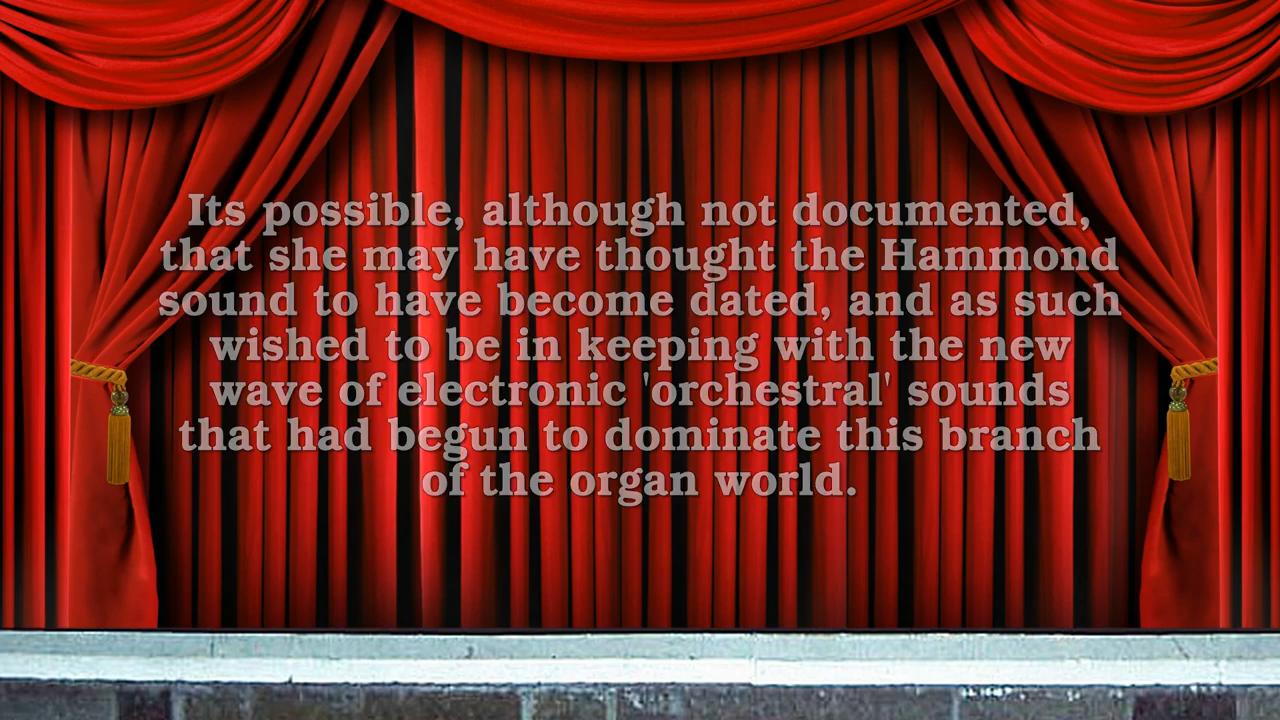 Its possible, although not documented,
that she may have thought the Hammond
sound to have become dated, and as such
wished to be in keeping with the new
wave of electronic 'orchestral' sounds
that had begun to dominate this branch
of the organ world.